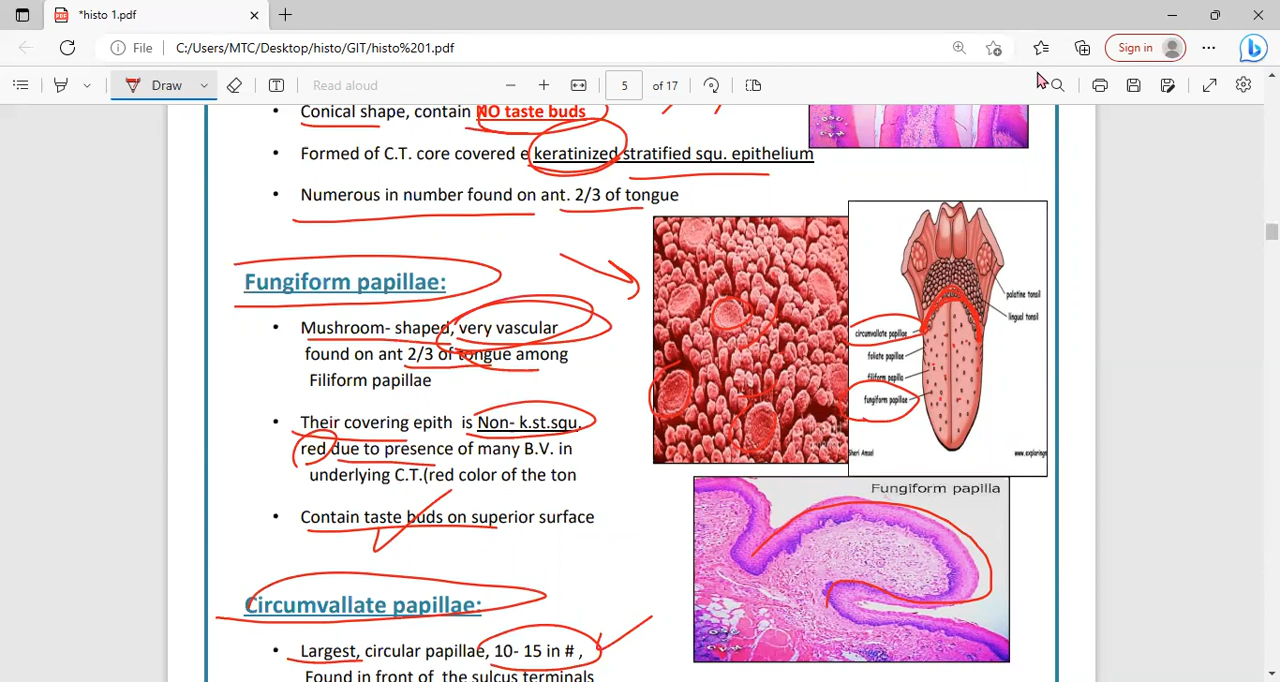 *histo 1.pdf
File
C:/Users/MTC/Desktop/histo/GIT/histo%201.pdf
Sign in
Draw
Read aloud
5
of 17
• Conical shape, contain NO taste buds
• Formed of C.T. core covered e keratinized stratified squ. epithelium
• Numerous in number found on ant. 2/3 of tongue
Fungiform papillae:
• Mushroom- shaped, very vascular
found on ant 2/3 of tongue among
Filiform papillae
• Their covering epith is Non- k.st.squ.
red due to presence of many B.V. in
underlying C.T.(red color of the ton
• Contain taste buds on superior surface
Circumvallate papillae:
• Largest, circular papillae, 10- 15 in # ,
Found in front of the sulcus terminals
palatine tonsil
lingual tonsil
circumvallate papillae
foliate papillae
filiform papilla
fungiform papillae
Sheri Amsel
www.exploringn
Fungiform papilla